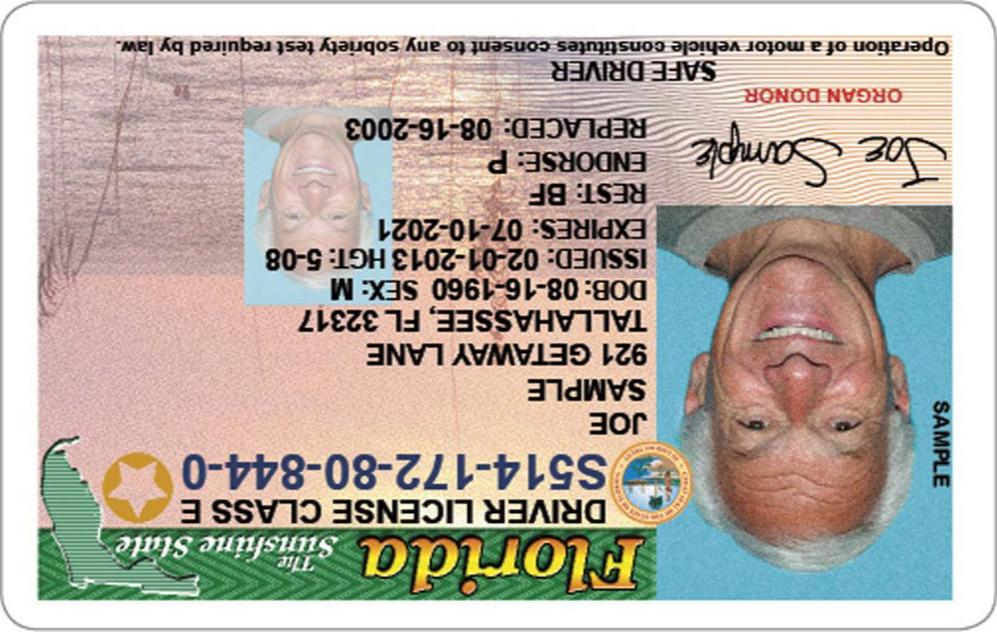 Florida The Sunshine State
DRIVER LICENSE CLASS E
S514-172-80-844-0
JOE
SAMPLE
921 GETAWAY LANE
TALLAHASSEE, FL 32317
DOB: 08-16-1960 SEX: M
ISSUED: 02-01-2013 HGT: 5-08
EXPIRES: 07-10-2021
REST: BF
ENDORSE: P
REPLACED: 08-16-2003
SAMPLE
Joe Sample
ORGAN DONOR
SAFE DRIVER
Operation of a motor vehicle constitutes consent to any sobriety test required by law.